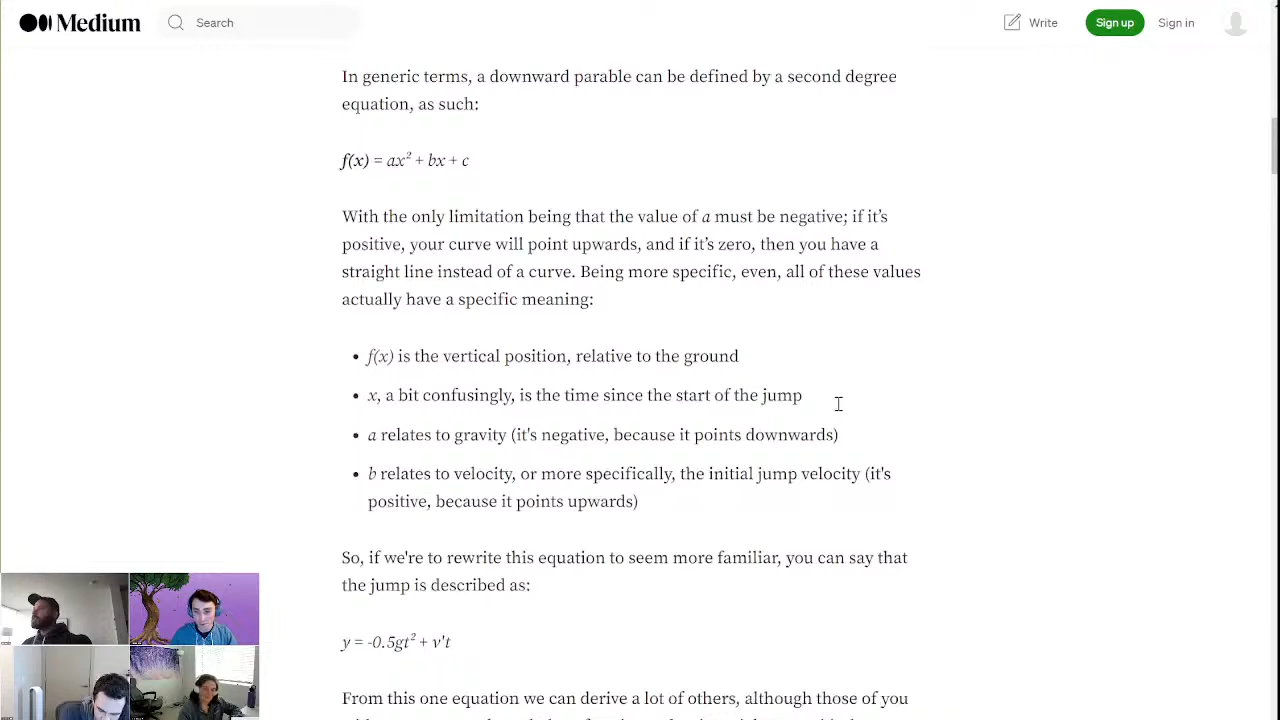 Medium
Search
Write
Sign up
Sign in
In generic terms, a downward parable can be defined by a second degree
equation, as such:
f(x) = ax² + bx + c
With the only limitation being that the value of a must be negative; if it's
positive, your curve will point upwards, and if it's zero, then you have a
straight line instead of a curve. Being more specific, even, all of these values
actually have a specific meaning:
• f(x) is the vertical position, relative to the ground
• x, a bit confusingly, is the time since the start of the jump
• a relates to gravity (it's negative, because it points downwards)
• b relates to velocity, or more specifically, the initial jump velocity (it's
positive, because it points upwards)
So, if we're to rewrite this equation to seem more familiar, you can say that
the jump is described as:
y = -0.5gt² + v't
From this one equation we can derive a lot of others, although those of you